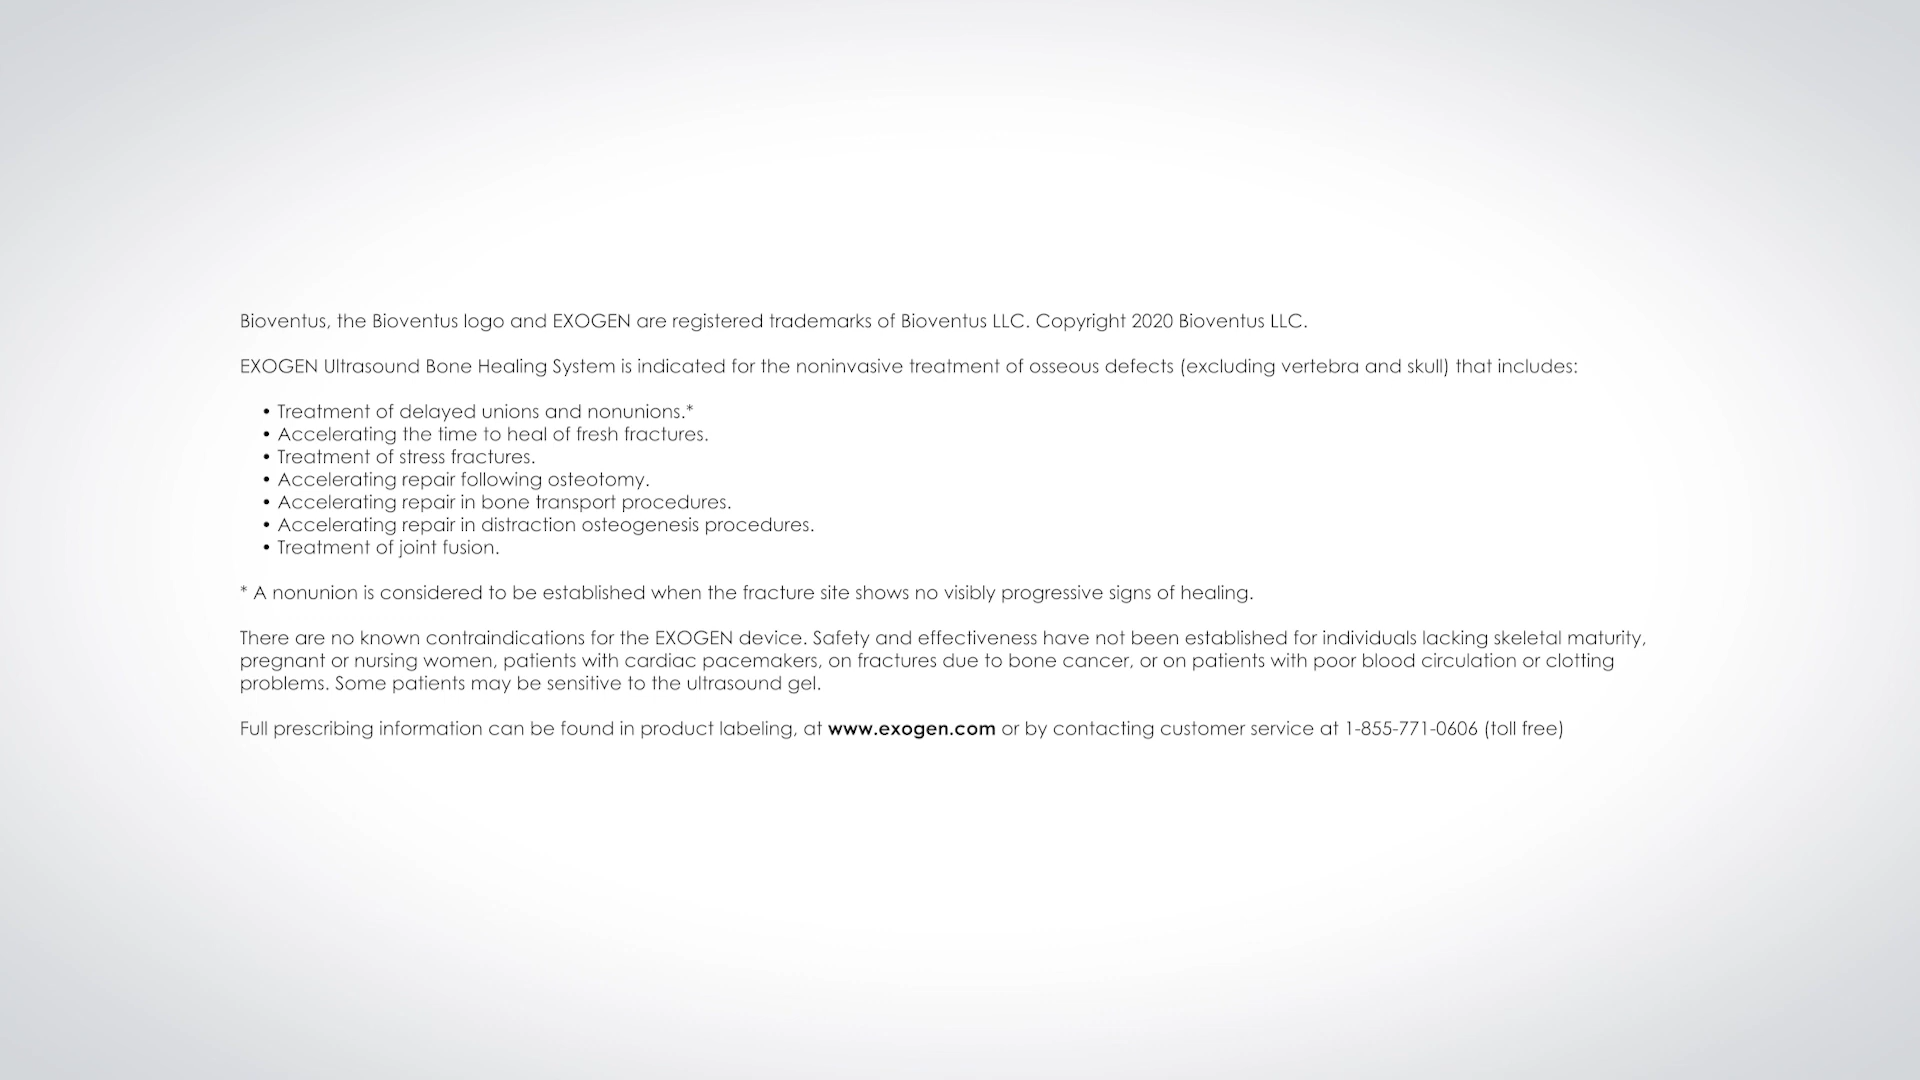 Bioventus, the Bioventus logo and EXOGEN are registered trademarks of Bioventus LLC. Copyright 2020 Bioventus LLC.
EXOGEN Ultrasound Bone Healing System is indicated for the noninvasive treatment of osseous defects (excluding vertebra and skull) that includes:
• Treatment of delayed unions and nonunions.*
• Accelerating the time to heal of fresh fractures.
• Treatment of stress fractures.
• Accelerating repair following osteotomy.
• Accelerating repair in bone transport procedures.
• Accelerating repair in distraction osteogenesis procedures.
• Treatment of joint fusion.
* A nonunion is considered to be established when the fracture site shows no visibly progressive signs of healing.
There are no known contraindications for the EXOGEN device. Safety and effectiveness have not been established for individuals lacking skeletal maturity,
pregnant or nursing women, patients with cardiac pacemakers, on fractures due to bone cancer, or on patients with poor blood circulation or clotting
problems. Some patients may be sensitive to the ultrasound gel.
Full prescribing information can be found in product labeling, at www.exogen.com or by contacting customer service at 1-855-771-0606 (toll free)